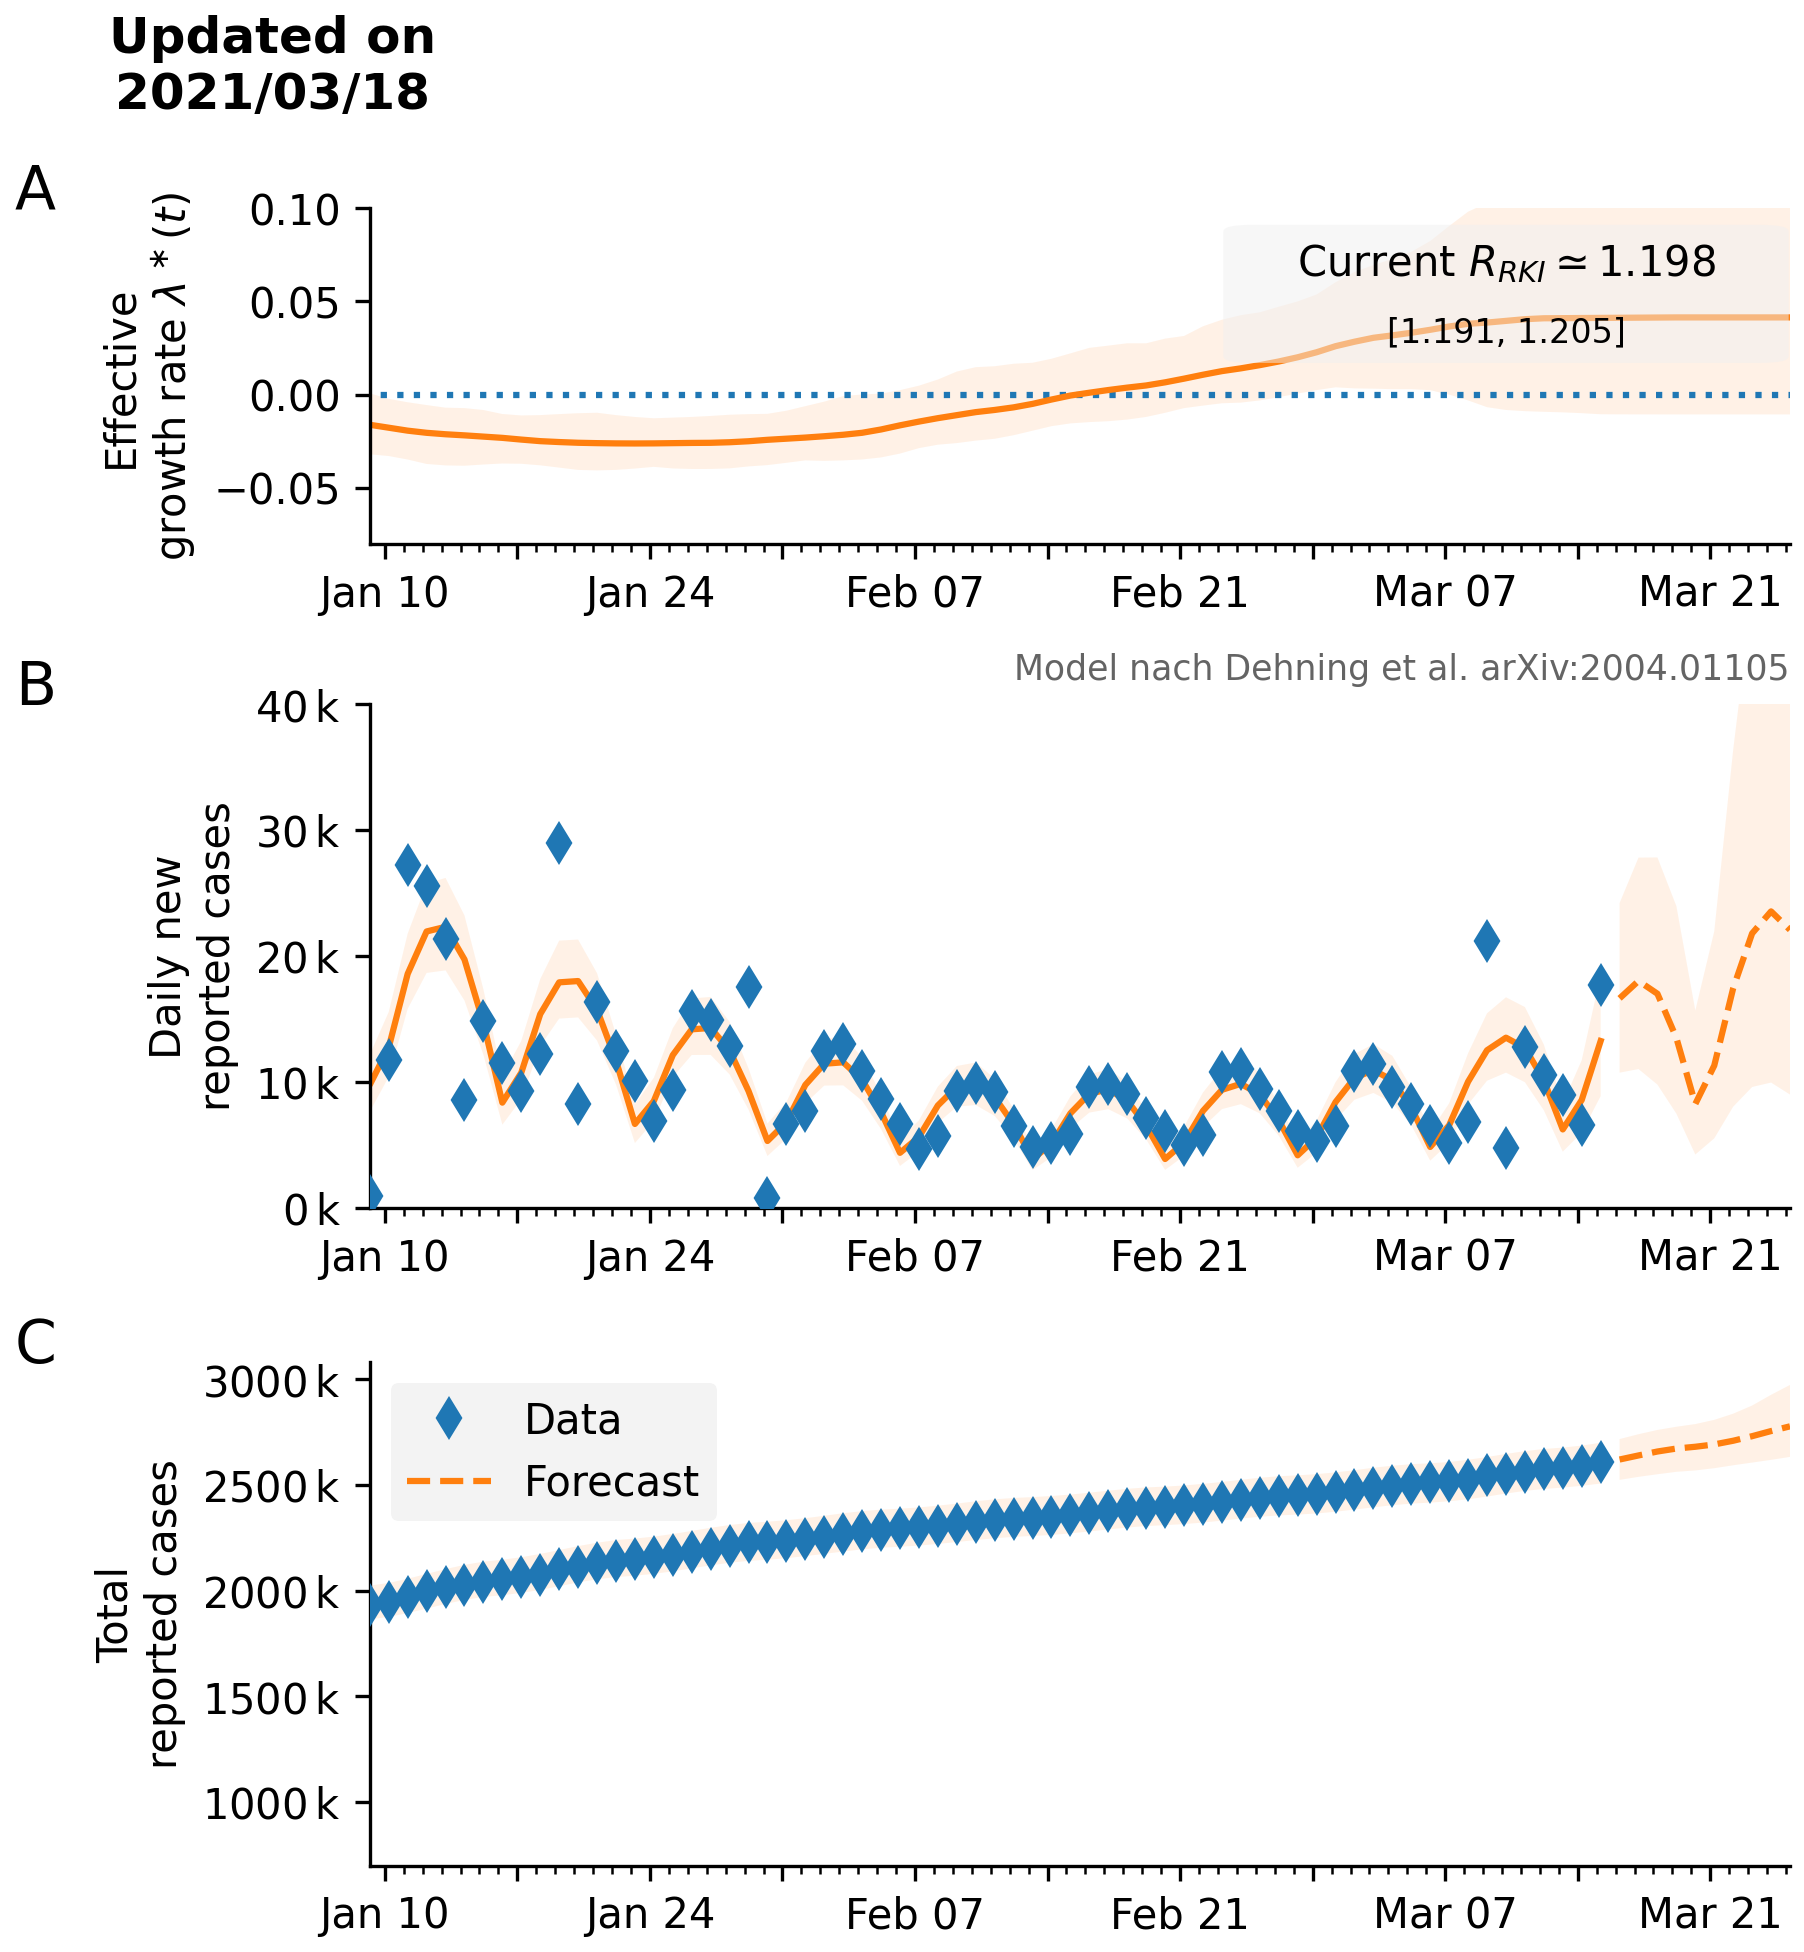 Updated on
2021/03/18
A
Effective
growth rate λ * (t)
0.10
0.05
0.00
−0.05
Current R_RKI ≃ 1.198
[1.191, 1.205]
Jan 10 Jan 24 Feb 07 Feb 21 Mar 07 Mar 21
B
Model nach Dehning et al. arXiv:2004.01105
Daily new
reported cases
40 k
30 k
20 k
10 k
0 k
Jan 10 Jan 24 Feb 07 Feb 21 Mar 07 Mar 21
C
Total
reported cases
3000 k
2500 k
2000 k
1500 k
1000 k
Data
Forecast
Jan 10 Jan 24 Feb 07 Feb 21 Mar 07 Mar 21